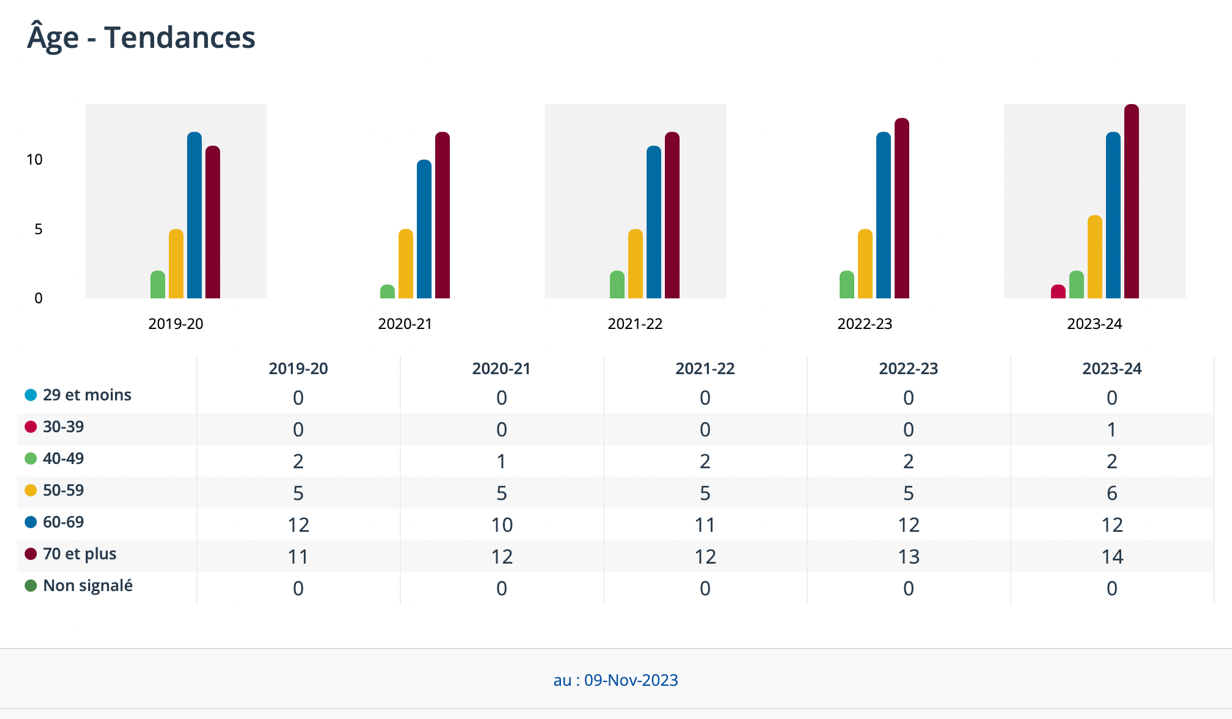 Âge - Tendances
10
5
0
2019-20 2020-21 2021-22 2022-23 2023-24
2019-20 2020-21 2021-22 2022-23 2023-24
29 et moins 0 0 0 0 0
30-39 0 0 0 0 1
40-49 2 1 2 2 2
50-59 5 5 5 5 6
60-69 12 10 11 12 12
70 et plus 11 12 12 13 14
Non signalé 0 0 0 0 0
au : 09-Nov-2023